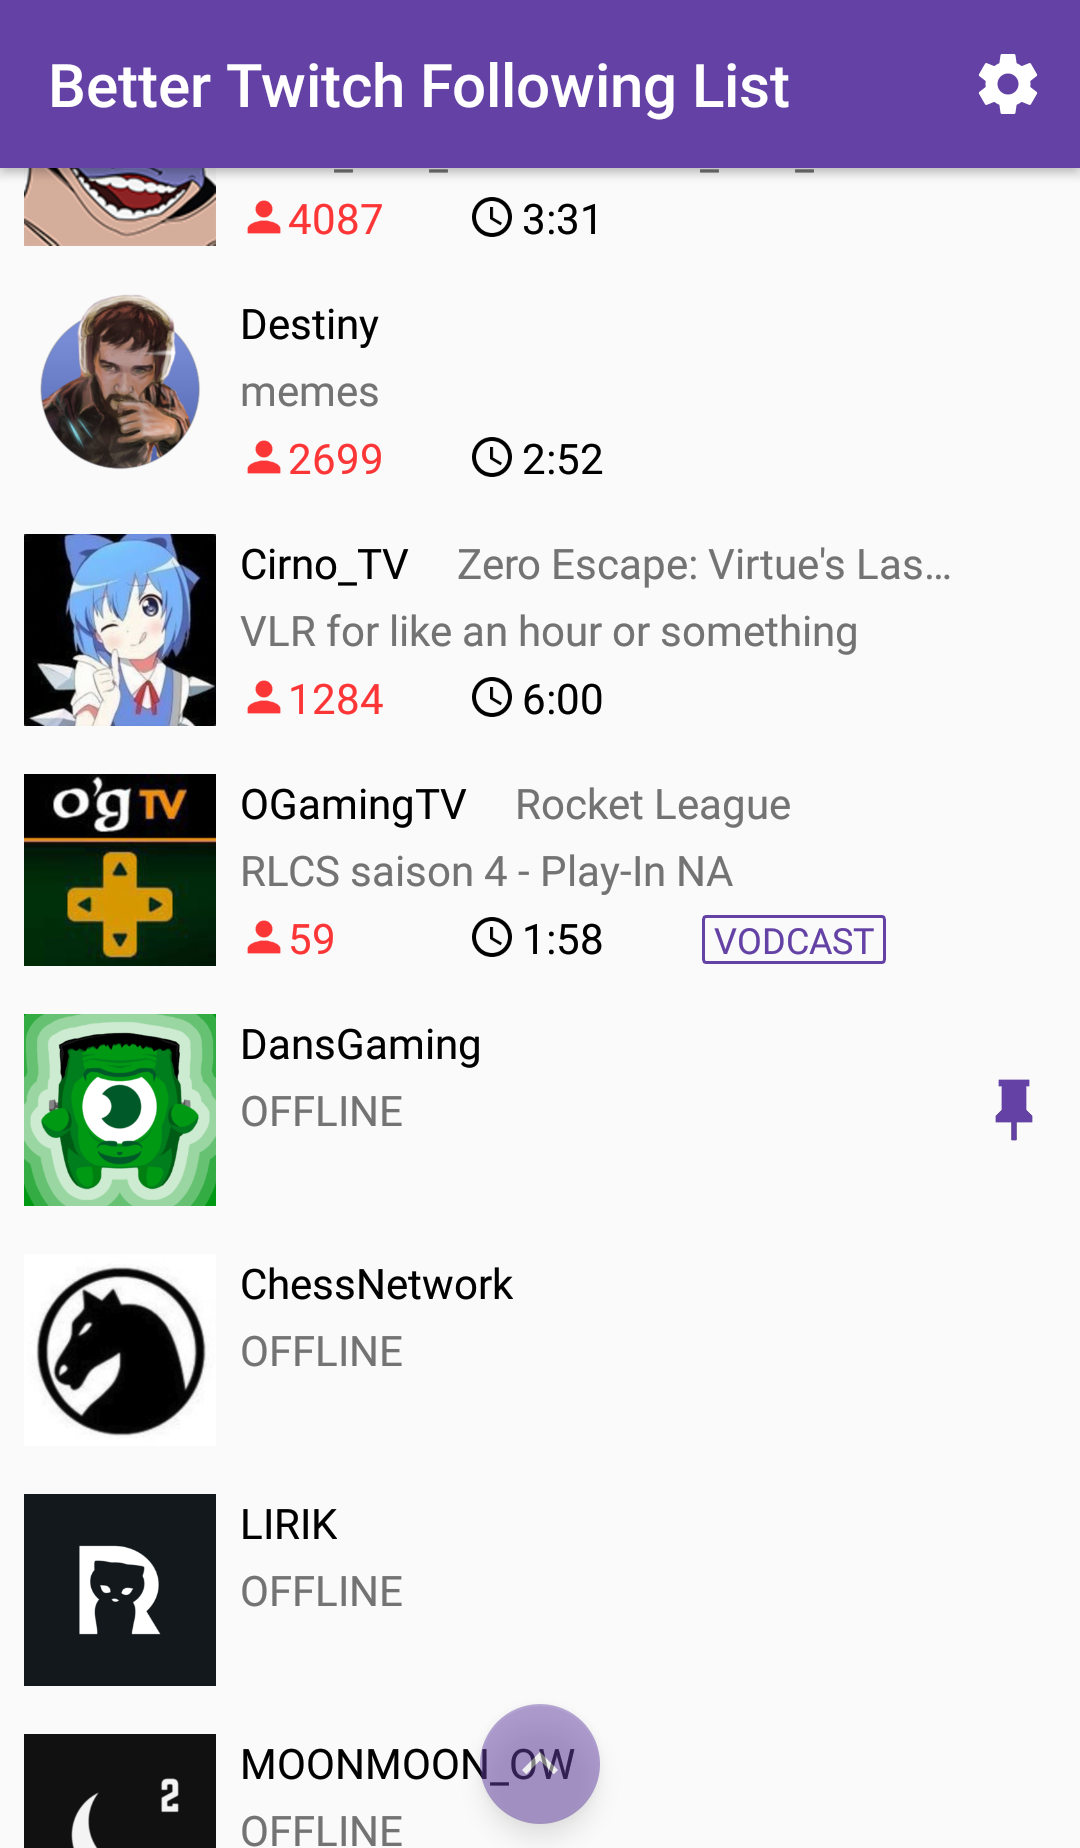 Better Twitch Following List
4087 3:31
Destiny
memes
2699 2:52
Cirno_TV Zero Escape: Virtue's Las...
VLR for like an hour or something
1284 6:00
o'g TV
OGamingTV Rocket League
RLCS saison 4 - Play-In NA
59 1:58 VODCAST
DansGaming
OFFLINE
ChessNetwork
OFFLINE
R
LIRIK
OFFLINE
2
MOONMOON_OW
OFFLINE